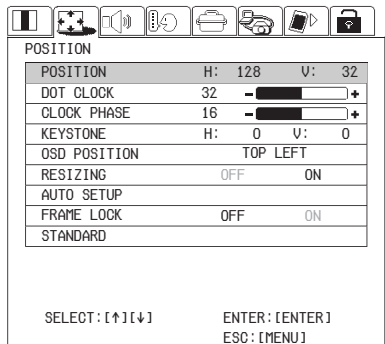 POSITION
POSITION H: 128 V: 32
DOT CLOCK 32 - +
CLOCK PHASE 16 - +
KEYSTONE H: 0 V: 0
OSD POSITION TOP LEFT
RESIZING OFF ON
AUTO SETUP
FRAME LOCK OFF ON
STANDARD
SELECT:[↑][↓] ENTER:[ENTER]
ESC:[MENU]